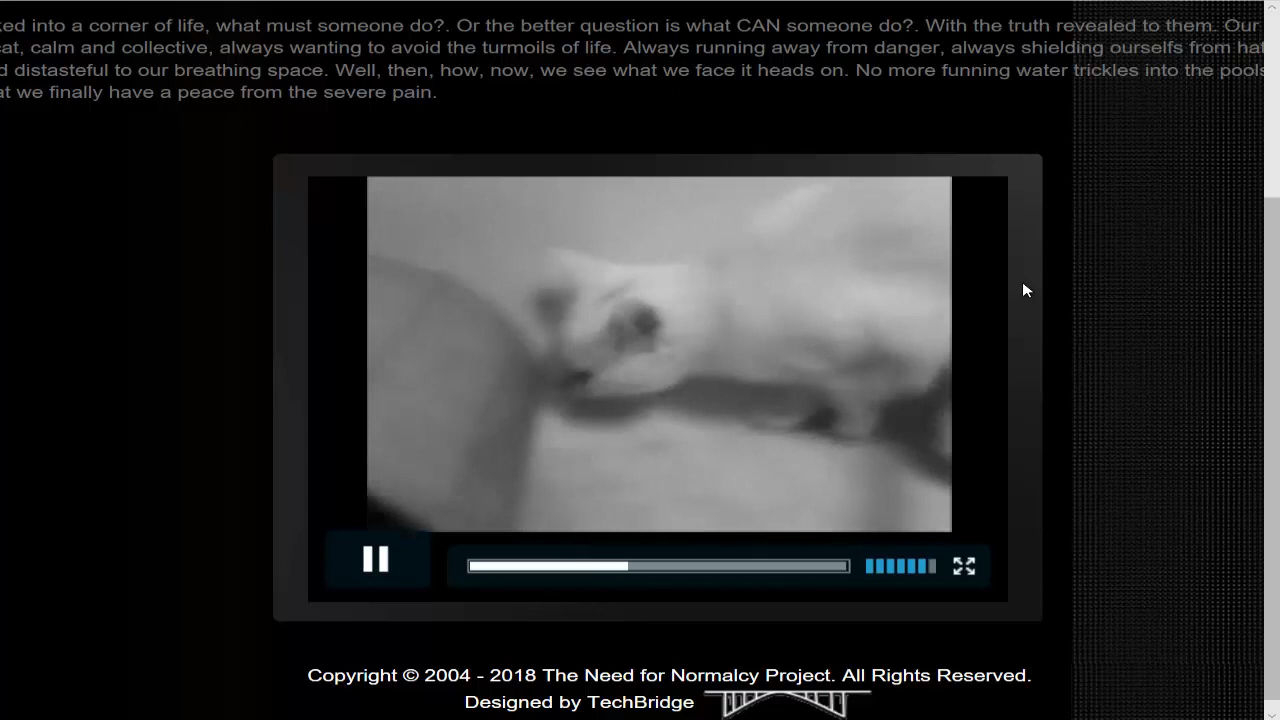 ked into a corner of life, what must someone do?. Or the better question is what CAN someone do?. With the truth revealed to them. Our
cat, calm and collective, always wanting to avoid the turmoils of life. Always running away from danger, always shielding ourselfs from hat
d distasteful to our breathing space. Well, then, how, now, we see what we face it heads on. No more funning water trickles into the pools
at we finally have a peace from the severe pain.
Copyright © 2004 - 2018 The Need for Normalcy Project. All Rights Reserved.
Designed by TechBridge